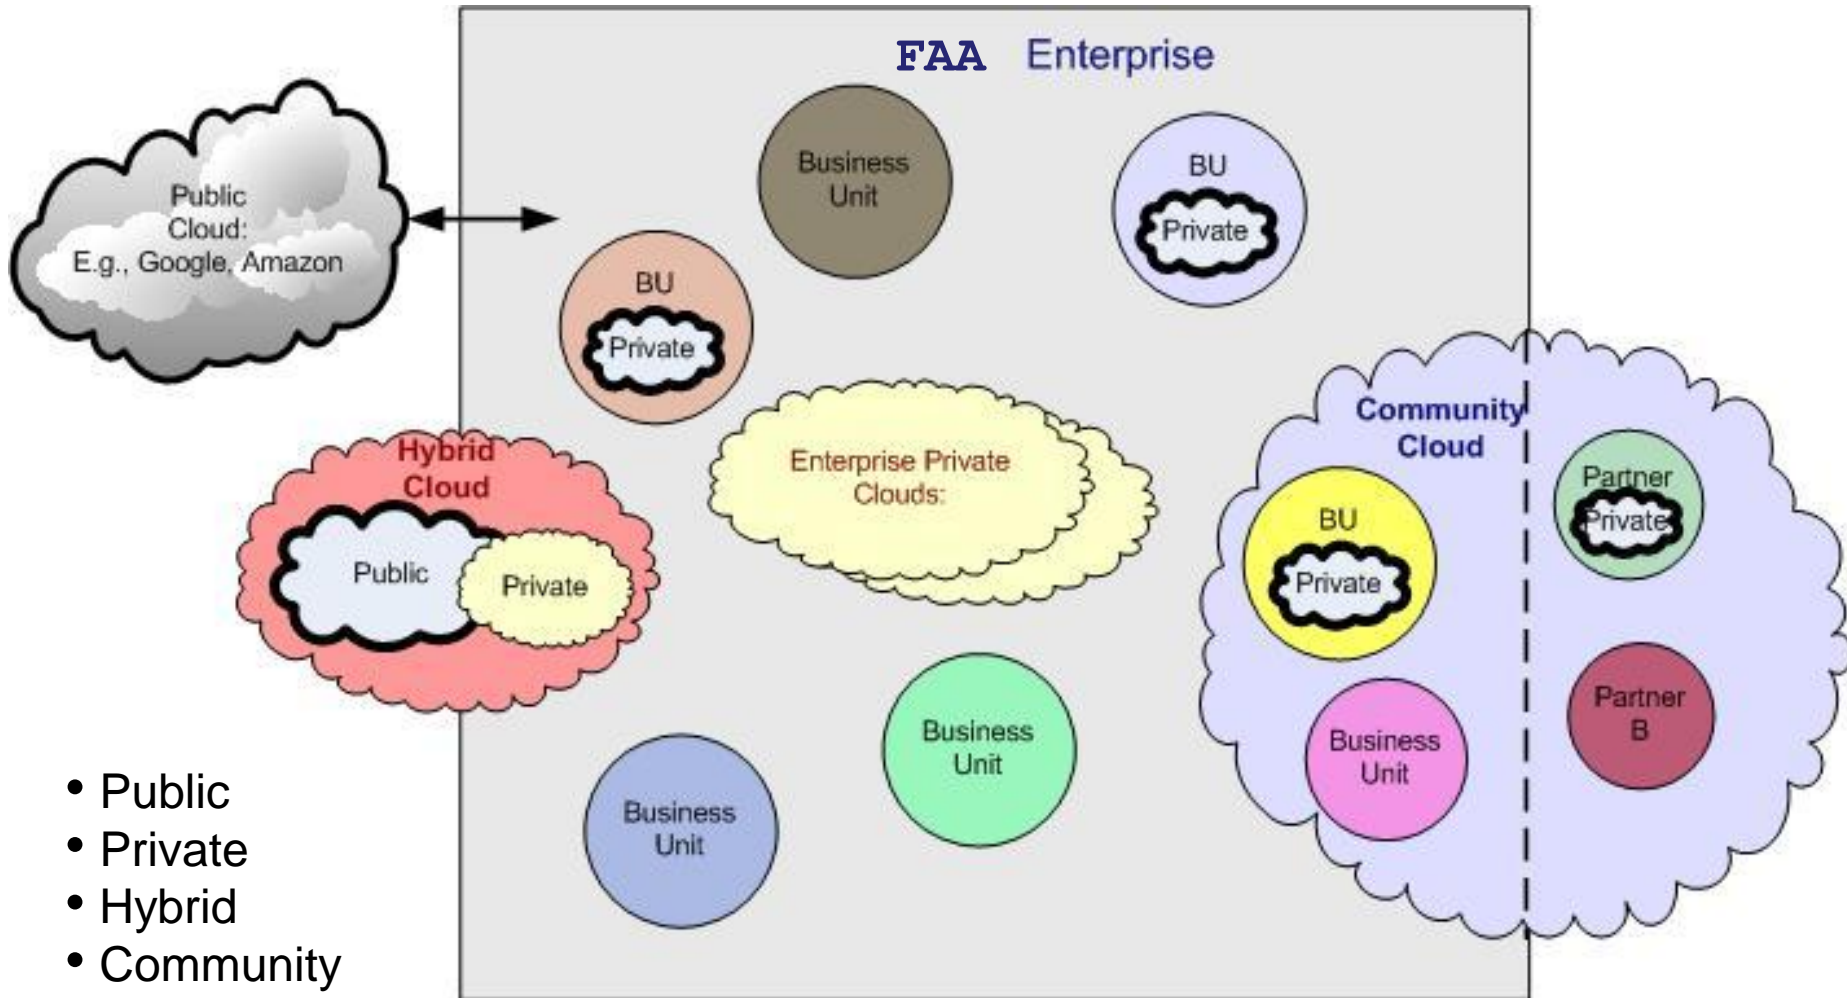 FAA Enterprise
Public
Cloud:
E.g., Google, Amazon
Business
Unit
BU
Private
BU
Private
Hybrid
Cloud
Public
Private
Enterprise Private
Clouds:
Community
Cloud
BU
Private
Partner
Private
Business
Unit
Partner
B
Business
Unit
Business
Unit
• Public
• Private
• Hybrid
• Community